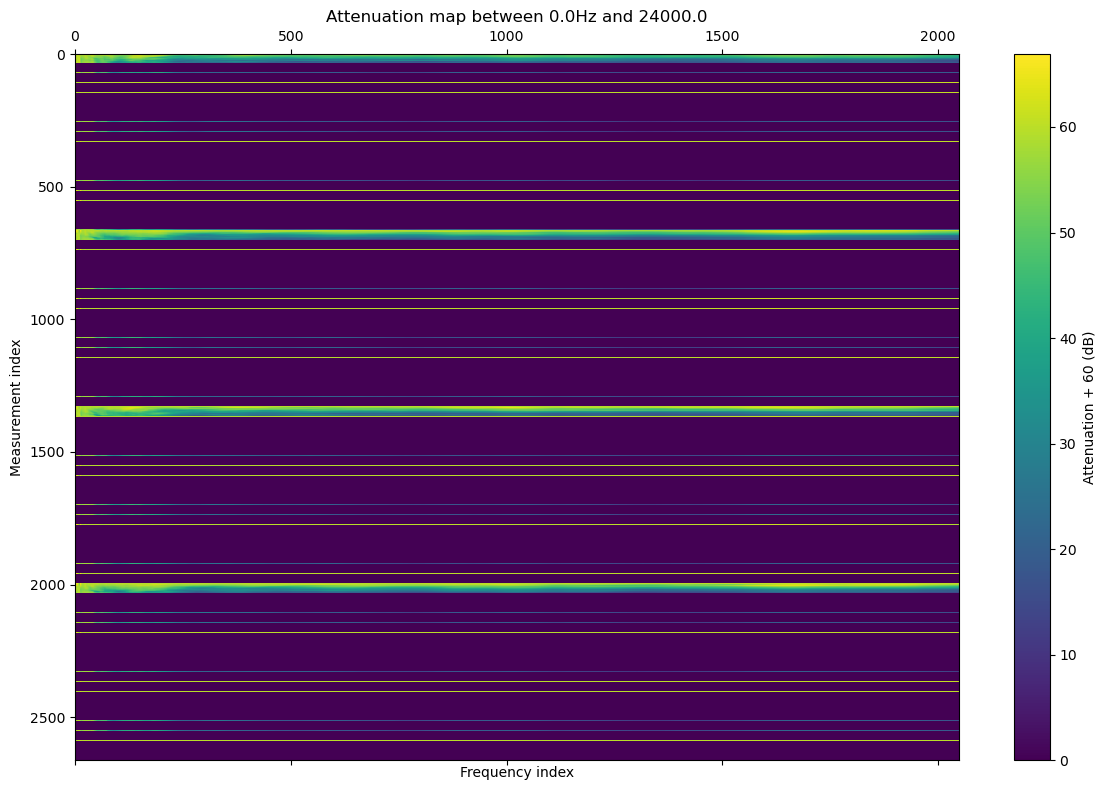 Attenuation map between 0.0Hz and 24000.0
0 500 1000 1500 2000
0
500
1000
1500
2000
2500
Measurement index
Frequency index
60
50
40
30
20
10
0
Attenuation + 60 (dB)